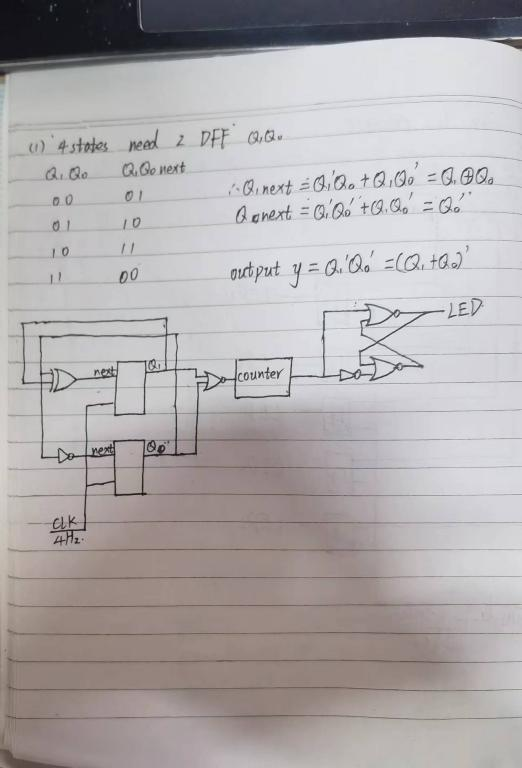 (1) 4 states need 2 DFF Q₁Q₀
Q₁Q₀ Q₁Q₀ next
00 01
01 10
10 11
11 00
∴ Q₁next = Q₁'Q₀ + Q₁Q₀' = Q₁⊕Q₀
Q₀next = Q₁'Q₀' + Q₁Q₀' = Q₀'
output y = Q₁'Q₀' = (Q₁+Q₀)'
LED
next Q₁
counter
next Q₀
CLK
4Hz.